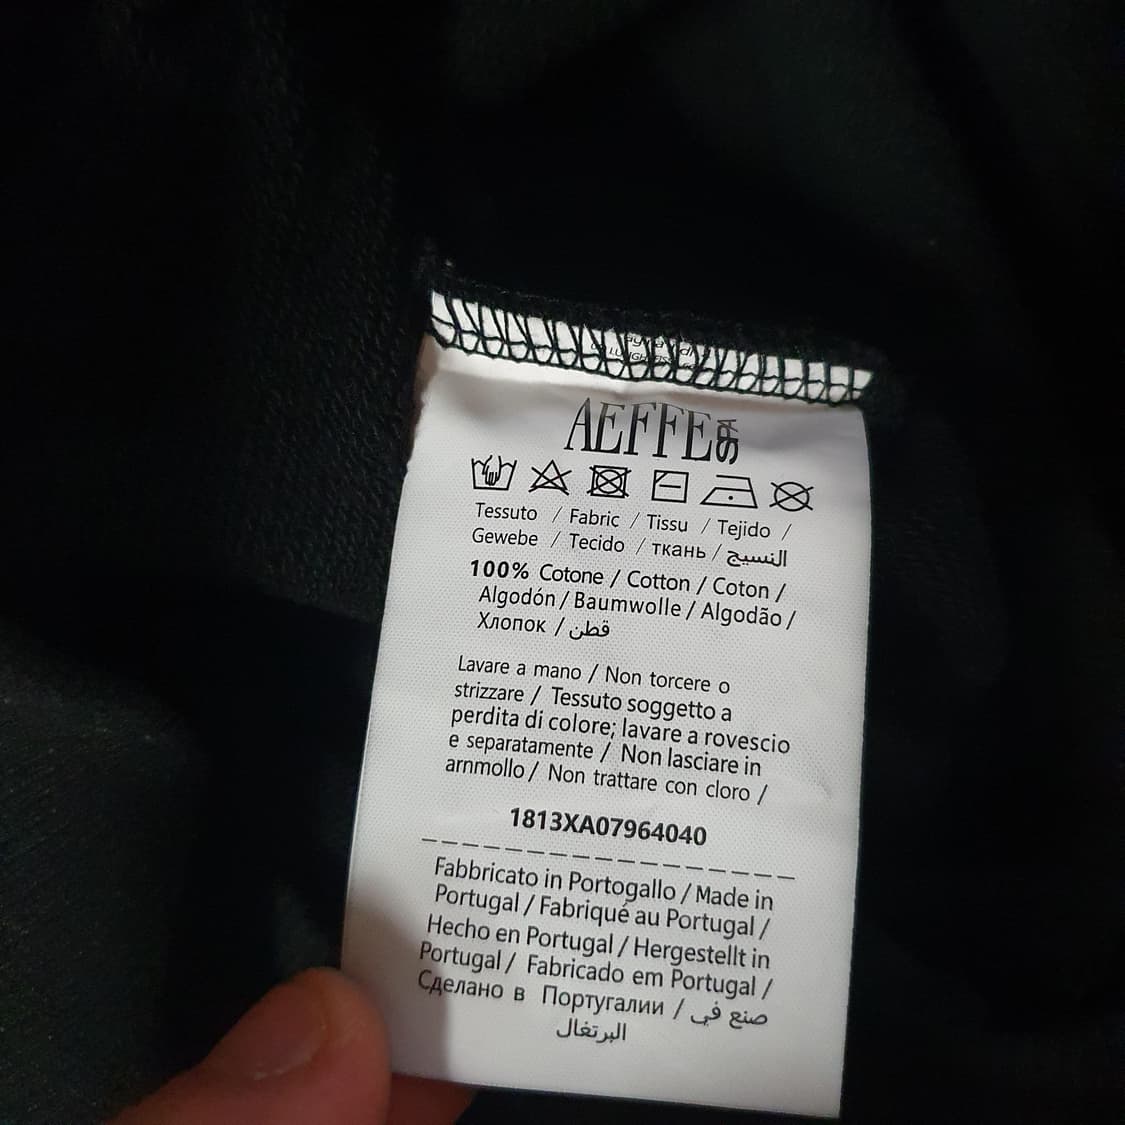 AEFFE SPA
Tessuto / Fabric / Tissu / Tejido /
Gewebe / Tecido / ткань / النسيج
100% Cotone / Cotton / Coton /
Algodón / Baumwolle / Algodão /
Хлопок / قطن
Lavare a mano / Non torcere o
strizzare / Tessuto soggetto a
perdita di colore; lavare a rovescio
e separatamente / Non lasciare in
arnmollo / Non trattare con cloro /
1813XA07964040
Fabbricato in Portogallo / Made in
Portugal / Fabriqué au Portugal /
Hecho en Portugal / Hergestellt in
Portugal / Fabricado em Portugal /
Сделано в Португалии / صنع في
البرتغال